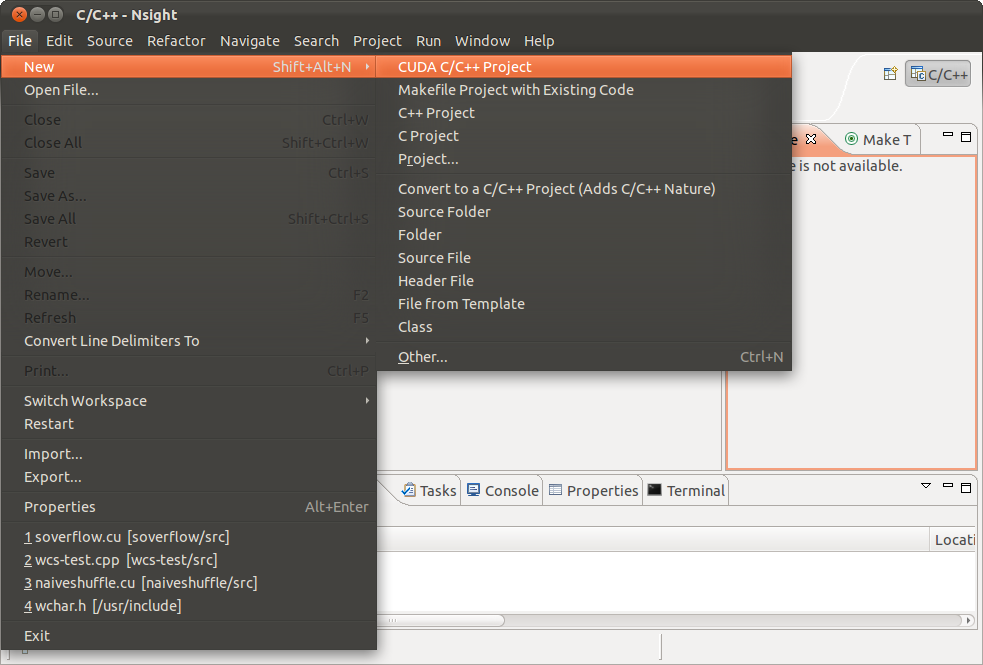 C/C++ - Nsight
File Edit Source Refactor Navigate Search Project Run Window Help
New Shift+Alt+N
Open File...
Close Ctrl+W
Close All Shift+Ctrl+W
Save Ctrl+S
Save As...
Save All Shift+Ctrl+S
Revert
Move...
Rename... F2
Refresh F5
Convert Line Delimiters To
Print... Ctrl+P
Switch Workspace
Restart
Import...
Export...
Properties Alt+Enter
1 soverflow.cu [soverflow/src]
2 wcs-test.cpp [wcs-test/src]
3 naiveshuffle.cu [naiveshuffle/src]
4 wchar.h [/usr/include]
Exit
CUDA C/C++ Project
Makefile Project with Existing Code
C++ Project
C Project
Project...
Convert to a C/C++ Project (Adds C/C++ Nature)
Source Folder
Folder
Source File
Header File
File from Template
Class
Other... Ctrl+N
C/C++
e Make T
e is not available.
Tasks Console Properties Terminal
Locati